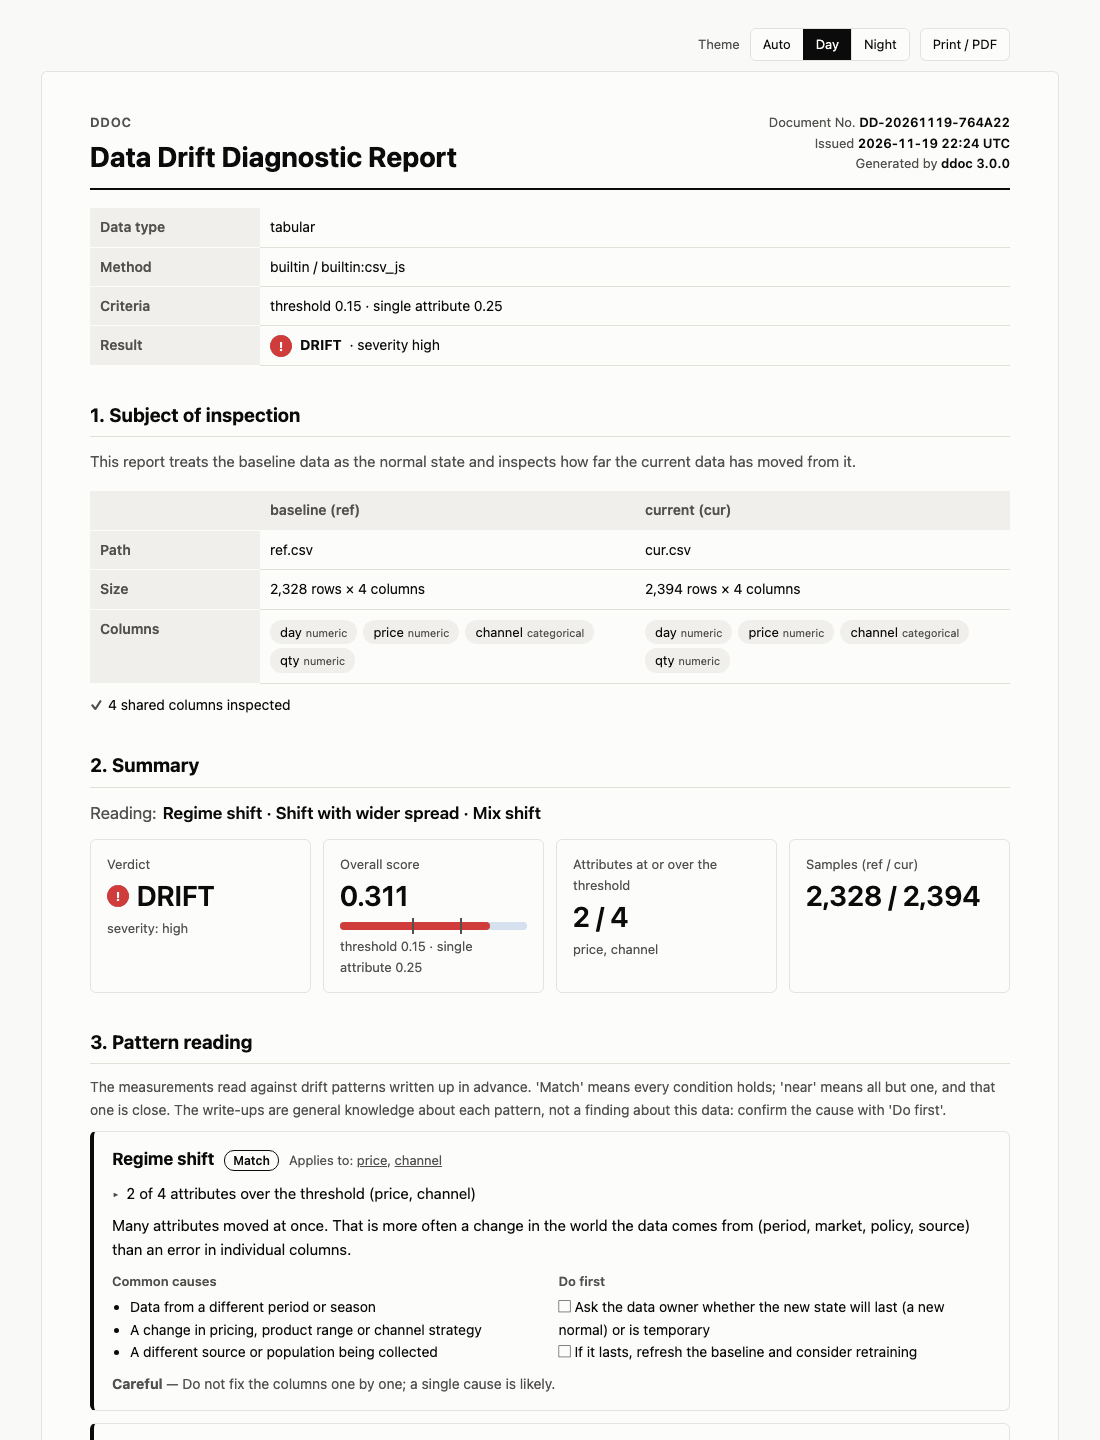 Theme Auto Day Night Print / PDF
DDOC
Data Drift Diagnostic Report
Document No. DD-20261119-764A22
Issued 2026-11-19 22:24 UTC
Generated by ddoc 3.0.0
Data type tabular
Method builtin / builtin:csv_js
Criteria threshold 0.15 · single attribute 0.25
Result ! DRIFT · severity high
1. Subject of inspection
This report treats the baseline data as the normal state and inspects how far the current data has moved from it.
baseline (ref) current (cur)
Path ref.csv cur.csv
Size 2,328 rows × 4 columns 2,394 rows × 4 columns
Columns day numeric price numeric channel categorical day numeric price numeric channel categorical
qty numeric qty numeric
✓ 4 shared columns inspected
2. Summary
Reading: Regime shift · Shift with wider spread · Mix shift
Verdict
! DRIFT
severity: high
Overall score
0.311
threshold 0.15 · single
attribute 0.25
Attributes at or over the
threshold
2 / 4
price, channel
Samples (ref / cur)
2,328 / 2,394
3. Pattern reading
The measurements read against drift patterns written up in advance. 'Match' means every condition holds; 'near' means all but one, and that
one is close. The write-ups are general knowledge about each pattern, not a finding about this data: confirm the cause with 'Do first'.
Regime shift Match Applies to: price, channel
▸ 2 of 4 attributes over the threshold (price, channel)
Many attributes moved at once. That is more often a change in the world the data comes from (period, market, policy, source)
than an error in individual columns.
Common causes
• Data from a different period or season
• A change in pricing, product range or channel strategy
• A different source or population being collected
Do first
☐ Ask the data owner whether the new state will last (a new
normal) or is temporary
☐ If it lasts, refresh the baseline and consider retraining
Careful — Do not fix the columns one by one; a single cause is likely.